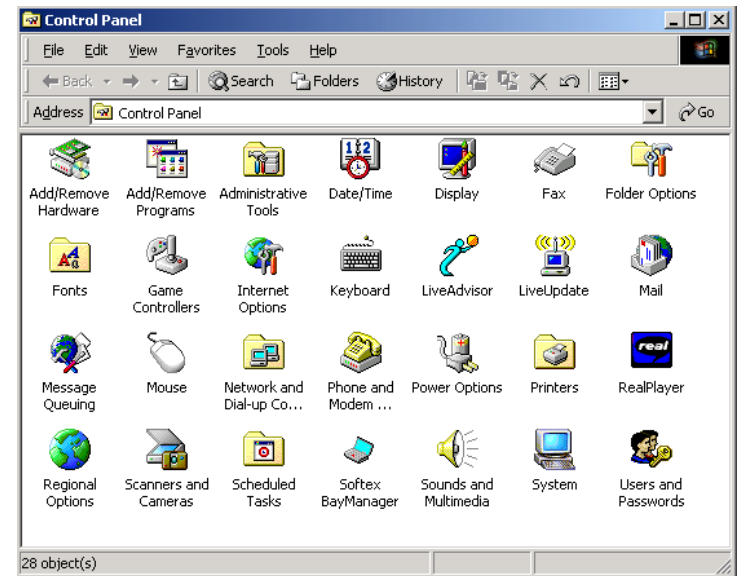 Control Panel
File Edit View Favorites Tools Help
Back Search Folders History
Address Control Panel Go
Add/Remove Hardware
Add/Remove Programs
Administrative Tools
Date/Time
Display
Fax
Folder Options
Fonts
Game Controllers
Internet Options
Keyboard
LiveAdvisor
LiveUpdate
Mail
Message Queuing
Mouse
Network and Dial-up Co...
Phone and Modem ...
Power Options
Printers
real
RealPlayer
Regional Options
Scanners and Cameras
Scheduled Tasks
Softex BayManager
Sounds and Multimedia
System
Users and Passwords
28 object(s)